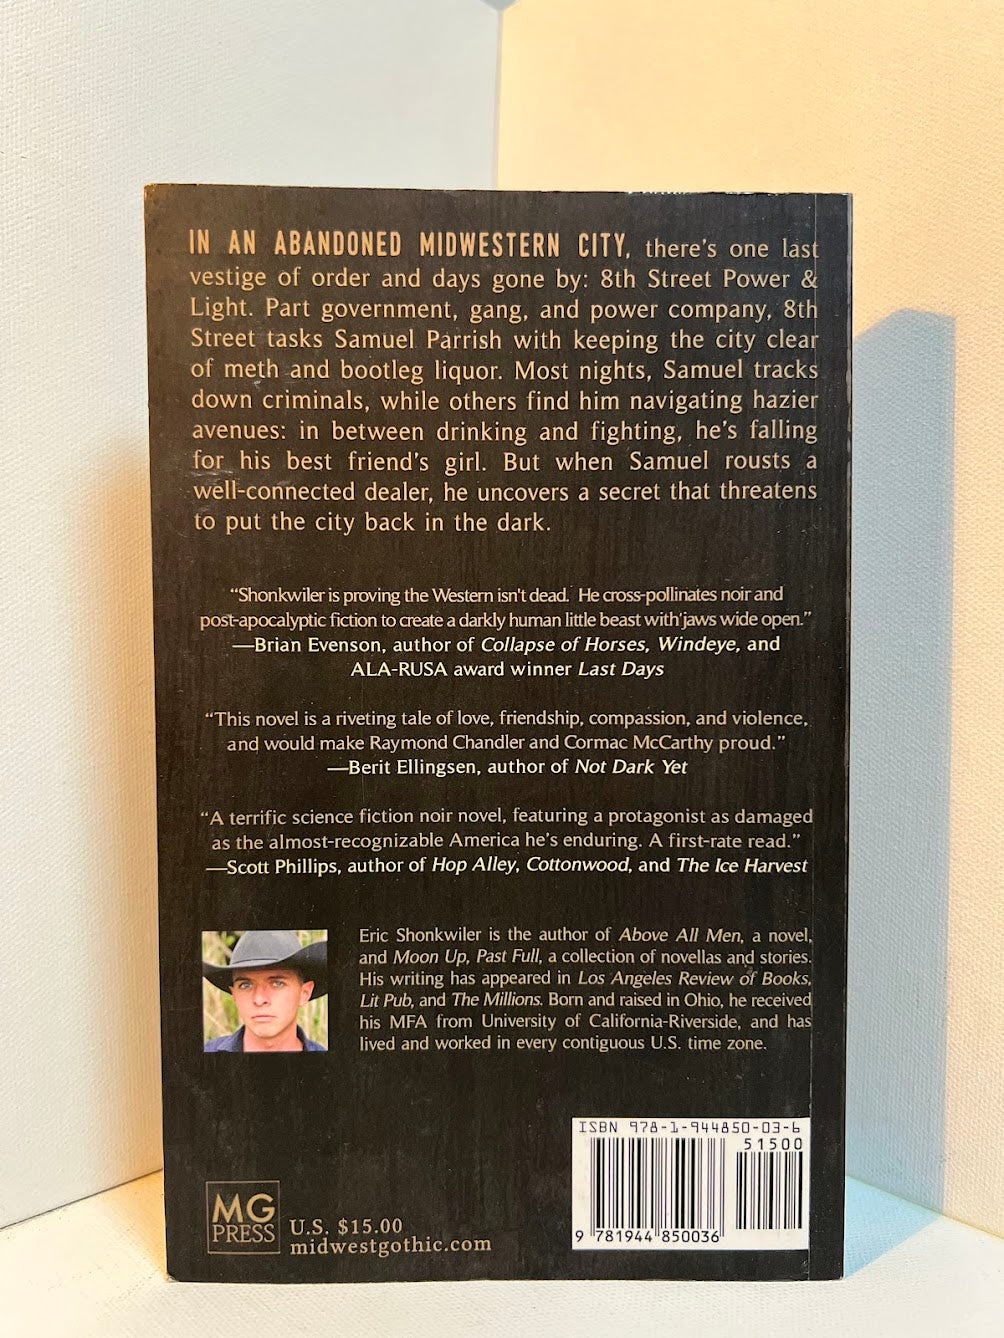 IN AN ABANDONED MIDWESTERN CITY, there's one last
vestige of order and days gone by: 8th Street Power &
Light. Part government, gang, and power company, 8th
Street tasks Samuel Parrish with keeping the city clear
of meth and bootleg liquor. Most nights, Samuel tracks
down criminals, while others find him navigating hazier
avenues: in between drinking and fighting, he's falling
for his best friend's girl. But when Samuel rousts a
well-connected dealer, he uncovers a secret that threatens
to put the city back in the dark.
“Shonkwiler is proving the Western isn't dead. He cross-pollinates noir and
post-apocalyptic fiction to create a darkly human little beast with jaws wide open.”
—Brian Evenson, author of Collapse of Horses, Windeye, and
ALA-RUSA award winner Last Days
“This novel is a riveting tale of love, friendship, compassion, and violence,
and would make Raymond Chandler and Cormac McCarthy proud.”
—Berit Ellingsen, author of Not Dark Yet
“A terrific science fiction noir novel, featuring a protagonist as damaged
as the almost-recognizable America he's enduring. A first-rate read.”
—Scott Phillips, author of Hop Alley, Cottonwood, and The Ice Harvest
Eric Shonkwiler is the author of Above All Men, a novel,
and Moon Up, Past Full, a collection of novellas and stories.
His writing has appeared in Los Angeles Review of Books,
Lit Pub, and The Millions. Born and raised in Ohio, he received
his MFA from University of California-Riverside, and has
lived and worked in every contiguous U.S. time zone.
ISBN 978-1-944850-03-6
51500
9 781944 850036
MG
PRESS
U.S. $15.00
midwestgothic.com